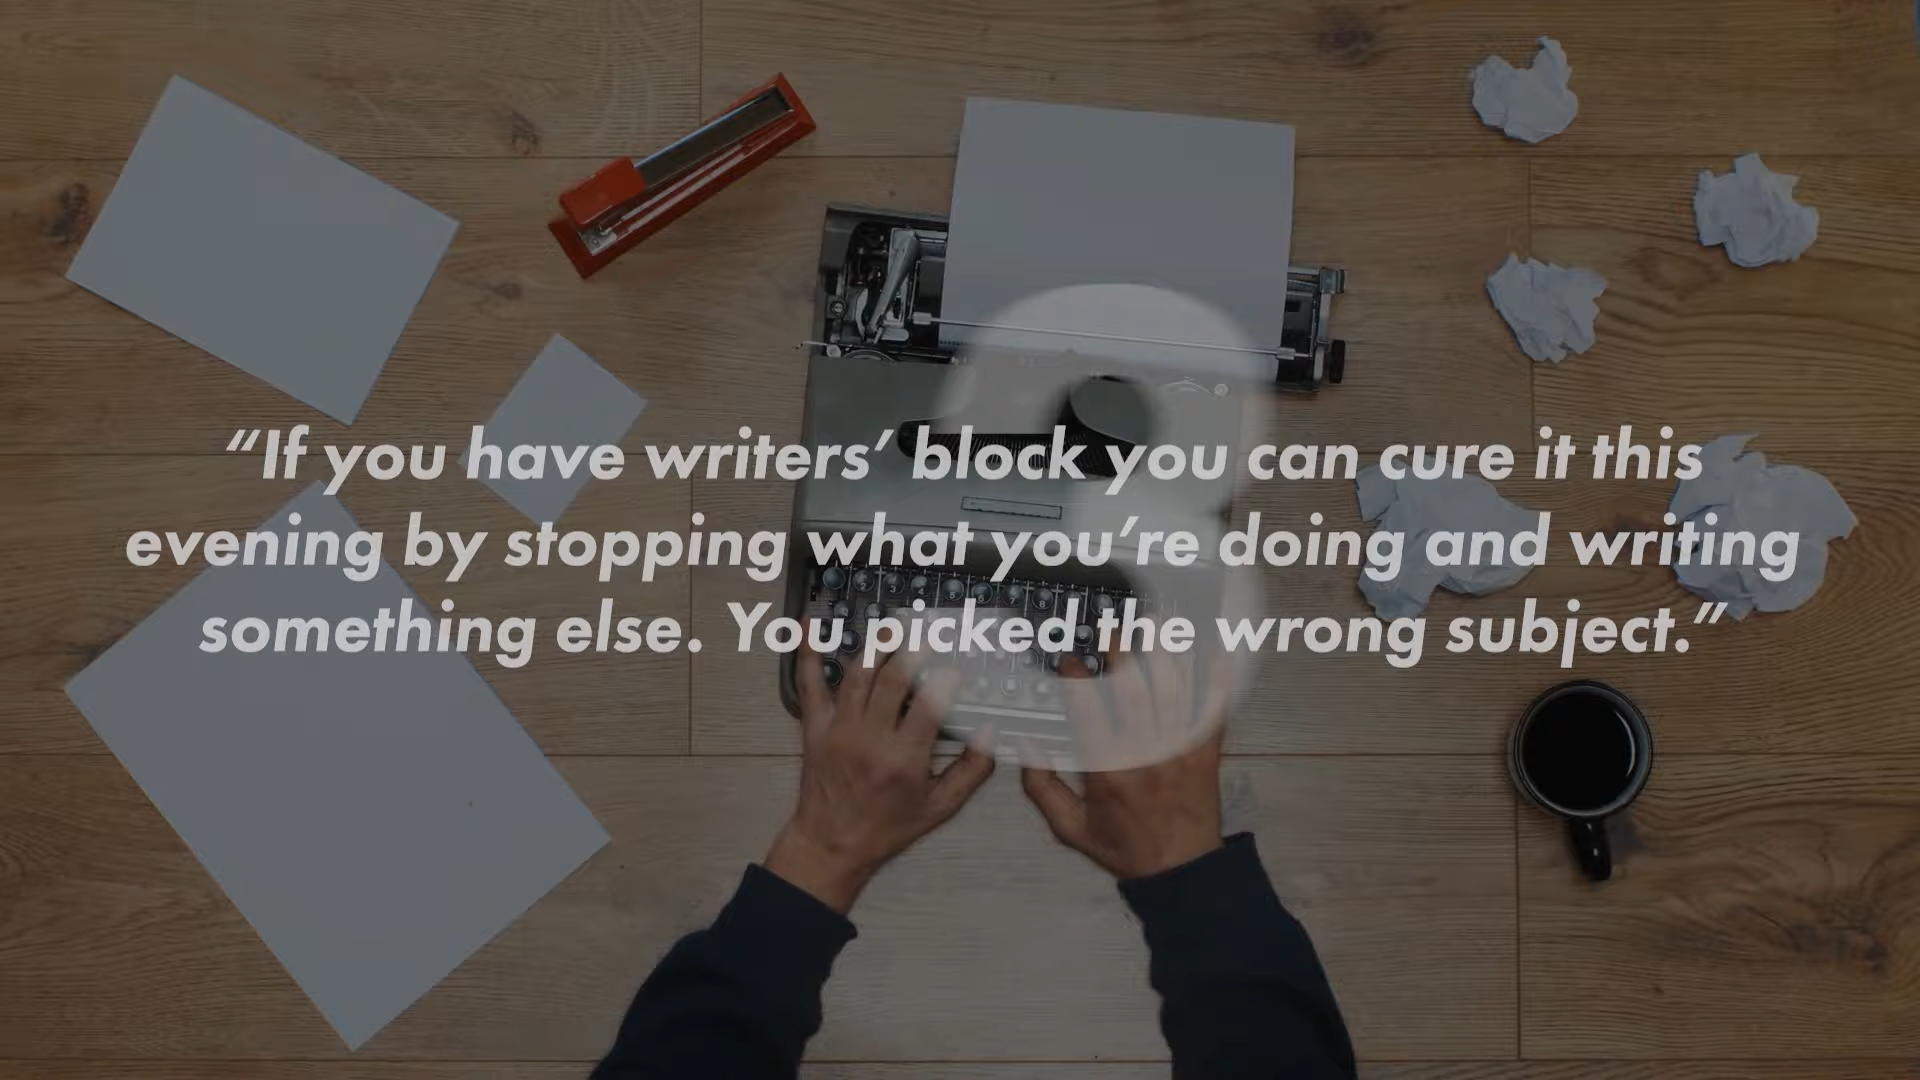 “If you have writers’ block you can cure it this
evening by stopping what you’re doing and writing
something else. You picked the wrong subject.”
3